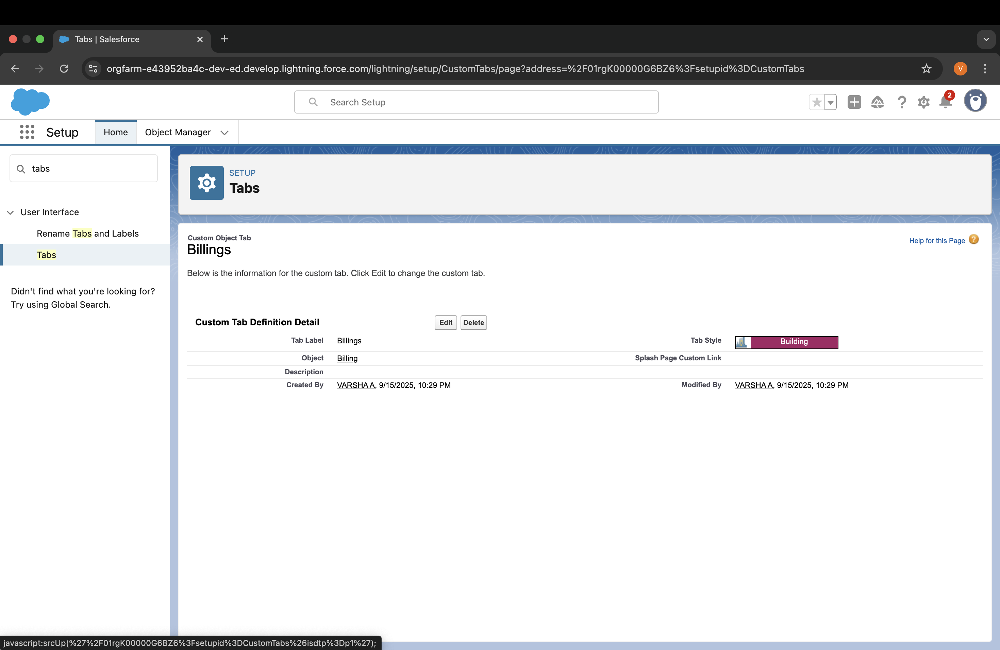 Tabs | Salesforce
orgfarm-e43952ba4c-dev-ed.develop.lightning.force.com/lightning/setup/CustomTabs/page?address=%2F01rgK00000G6BZ6%3Fsetupid%3DCustomTabs
V
Search Setup
2
Setup
Home
Object Manager
tabs
User Interface
Rename Tabs and Labels
Tabs
Didn't find what you're looking for?
Try using Global Search.
SETUP
Tabs
Custom Object Tab
Billings
Help for this Page
Below is the information for the custom tab. Click Edit to change the custom tab.
Custom Tab Definition Detail
Edit
Delete
Tab Label Billings
Tab Style Building
Object Billing
Splash Page Custom Link
Description
Created By VARSHA A, 9/15/2025, 10:29 PM
Modified By VARSHA A, 9/15/2025, 10:29 PM
javascript:srcUp(%27%2F01rgK00000G6BZ6%3Fsetupid%3DCustomTabs%26isdtp%3Dp1%27);